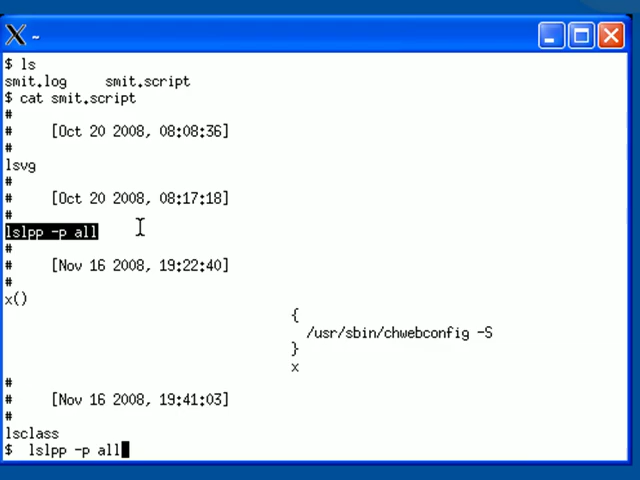 X ~
$ ls
smit.log     smit.script
$ cat smit.script
#
#     [Oct 20 2008, 08:08:36]
#
lsvg
#
#     [Oct 20 2008, 08:17:18]
#
lslpp -p all
#
#     [Nov 16 2008, 19:22:40]
#
x()
{
/usr/sbin/chwebconfig -S
}
x
#
#     [Nov 16 2008, 19:41:03]
#
lsclass
$  lslpp -p all